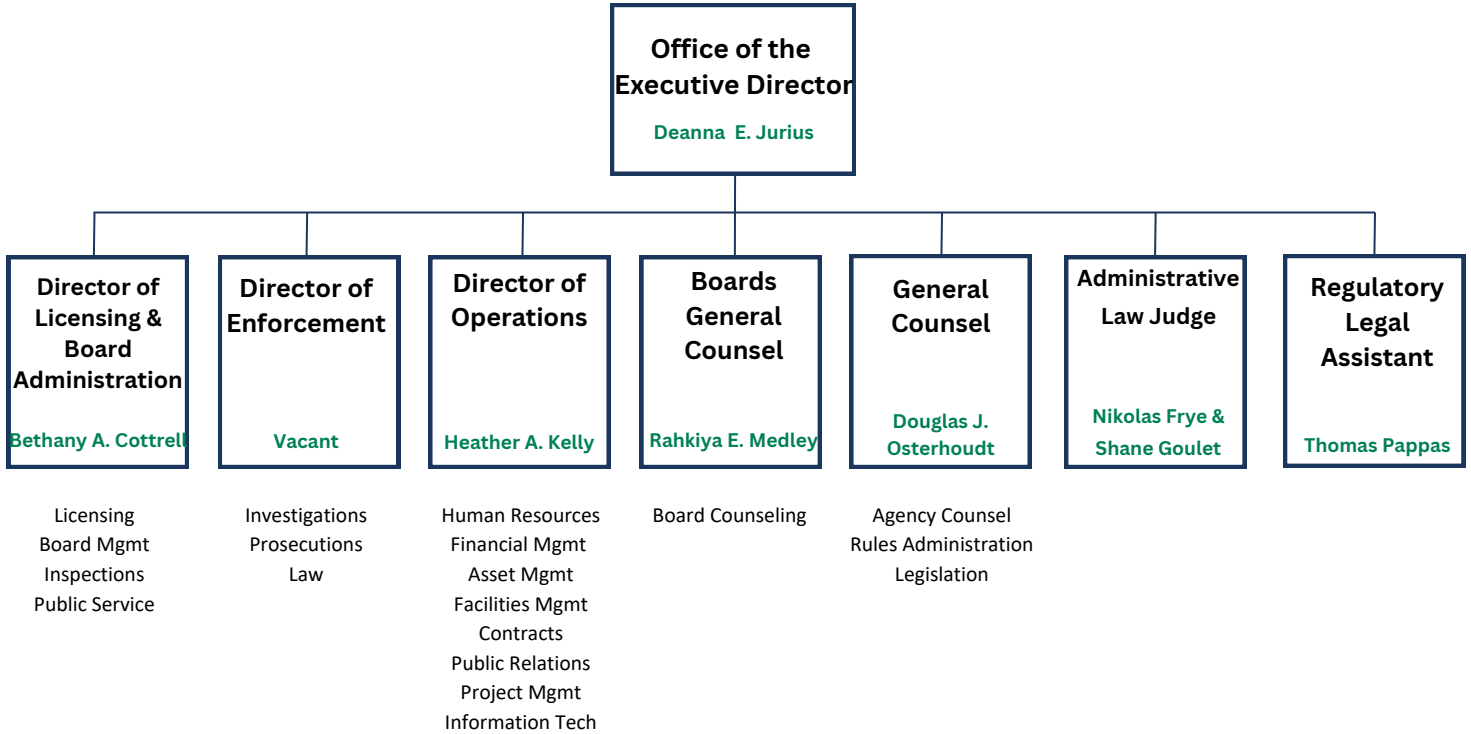 Office of the
Executive Director
Deanna E. Jurius
Director of
Licensing &
Board
Administration
Bethany A. Cottrell
Director of
Enforcement
Vacant
Director of
Operations
Heather A. Kelly
Boards
General
Counsel
Rahkiya E. Medley
General
Counsel
Douglas J.
Osterhoudt
Administrative
Law Judge
Nikolas Frye &
Shane Goulet
Regulatory
Legal
Assistant
Thomas Pappas
Licensing
Board Mgmt
Inspections
Public Service
Investigations
Prosecutions
Law
Human Resources
Financial Mgmt
Asset Mgmt
Facilities Mgmt
Contracts
Public Relations
Project Mgmt
Information Tech
Board Counseling
Agency Counsel
Rules Administration
Legislation